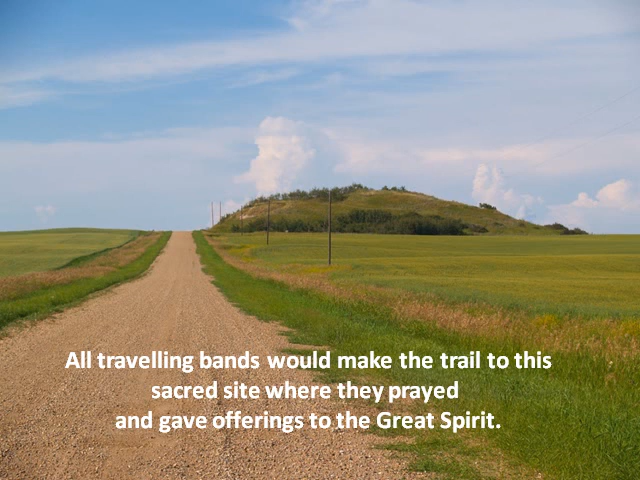 All travelling bands would make the trail to this
sacred site where they prayed
and gave offerings to the Great Spirit.